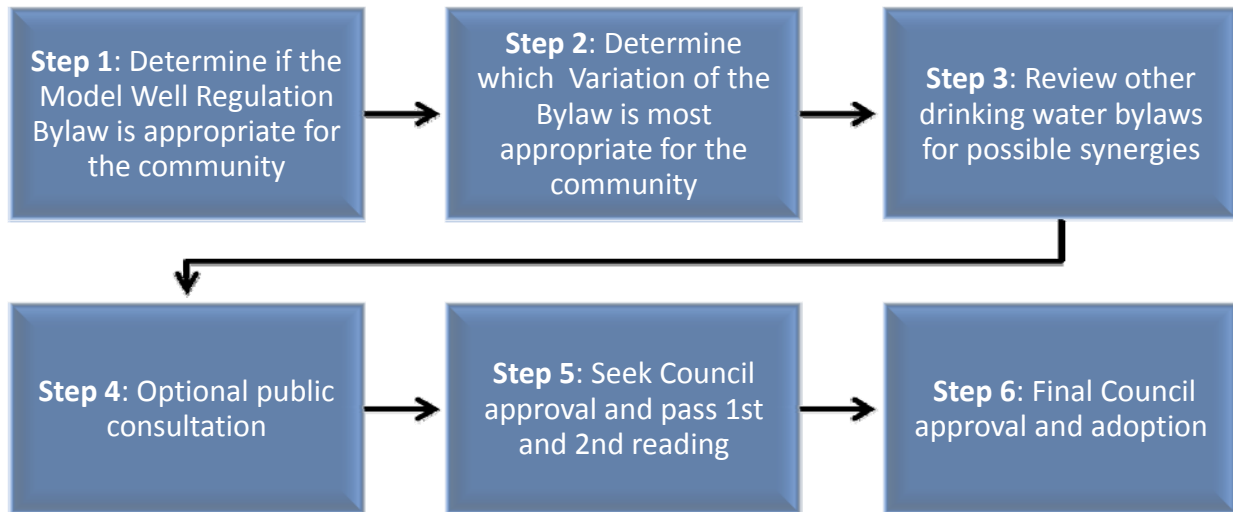 Step 1: Determine if the
Model Well Regulation
Bylaw is appropriate for
the community
Step 2: Determine
which  Variation of the
Bylaw is most
appropriate for the
community
Step 3: Review other
drinking water bylaws
for possible synergies
Step 4: Optional public
consultation
Step 5: Seek Council
approval and pass 1st
and 2nd reading
Step 6: Final Council
approval and adoption